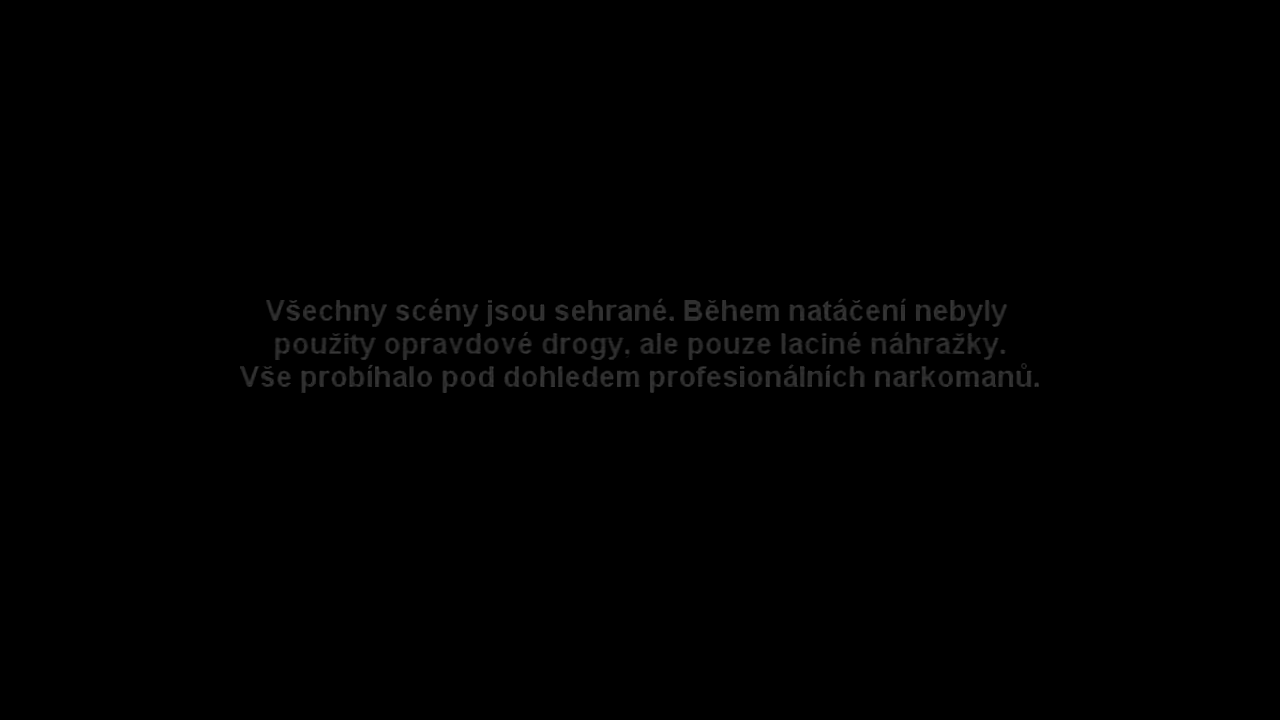 Všechny scény jsou sehrané. Během natáčení nebyly
použity opravdové drogy. ale pouze laciné náhražky.
Vše probíhalo pod dohledem profesionálních narkomanů.